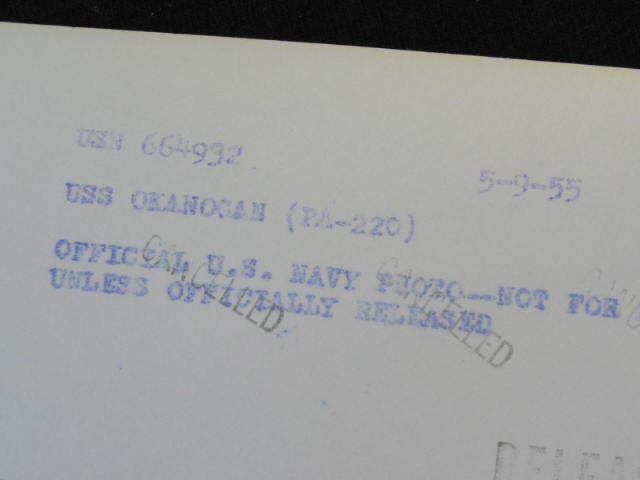 USN 664932
5-9-55
USS OKANOGAN (PA-220)
OFFICIAL U.S. NAVY PHOTO--NOT FOR
UNLESS OFFICIALLY RELEASED
CANCELLED
CANCELLED